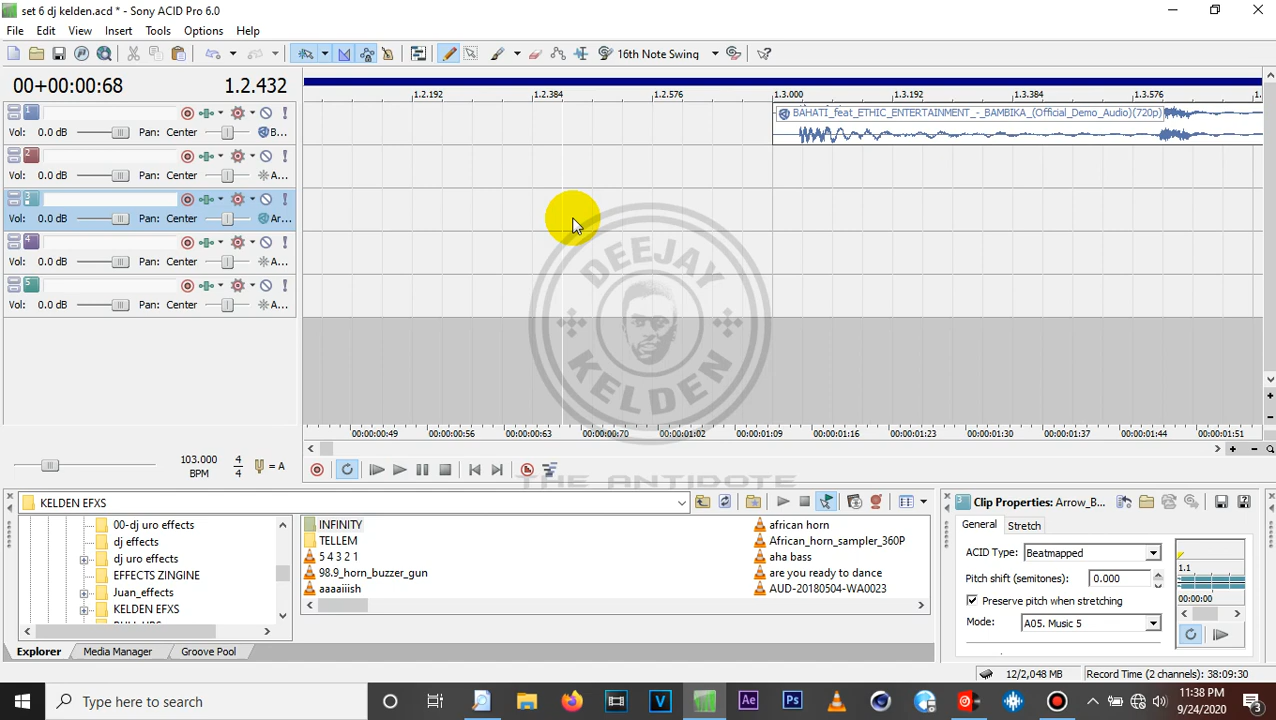 set 6 dj kelden.acd * - Sony ACID Pro 6.0
File Edit View Insert Tools Options Help
16th Note Swing
00+00:00:68 1.2.432
1.2.192 1.2.384 1.2.576 1.3.000 1.3.192 1.3.384 1.3.576
1
BAHATI_feat_ETHIC_ENTERTAINMENT_-_BAMBIKA_(Official_Demo_Audio)(720p)
Vol: 0.0 dB Pan: Center B...
2
Vol: 0.0 dB Pan: Center A...
3
Vol: 0.0 dB Pan: Center Ar...
4
Vol: 0.0 dB Pan: Center A...
5
Vol: 0.0 dB Pan: Center A...
DEEJAY
KELDEN
THE ANTIDOTE
00:00:00:49 00:00:00:56 00:00:00:63 00:00:00:70 00:00:01:02 00:00:01:09 00:00:01:16 00:00:01:23 00:00:01:30 00:00:01:37 00:00:01:44 00:00:01:51
103.000 BPM 4/4 = A
KELDEN EFXS
00-dj uro effects
dj effects
dj uro effects
EFFECTS ZINGINE
Juan_effects
KELDEN EFXS
INFINITY
TELLEM
5 4 3 2 1
98.9_horn_buzzer_gun
aaaaiiish
african horn
African_horn_sampler_360P
aha bass
are you ready to dance
AUD-20180504-WA0023
Explorer Media Manager Groove Pool
3 Clip Properties: Arrow_B...
General Stretch
ACID Type: Beatmapped
Pitch shift (semitones): 0.000
Preserve pitch when stretching
Mode: A05. Music 5
1.1
00:00:00
12/2,048 MB Record Time (2 channels): 38:09:30
Type here to search
V Ae Ps
11:38 PM
9/24/2020
3